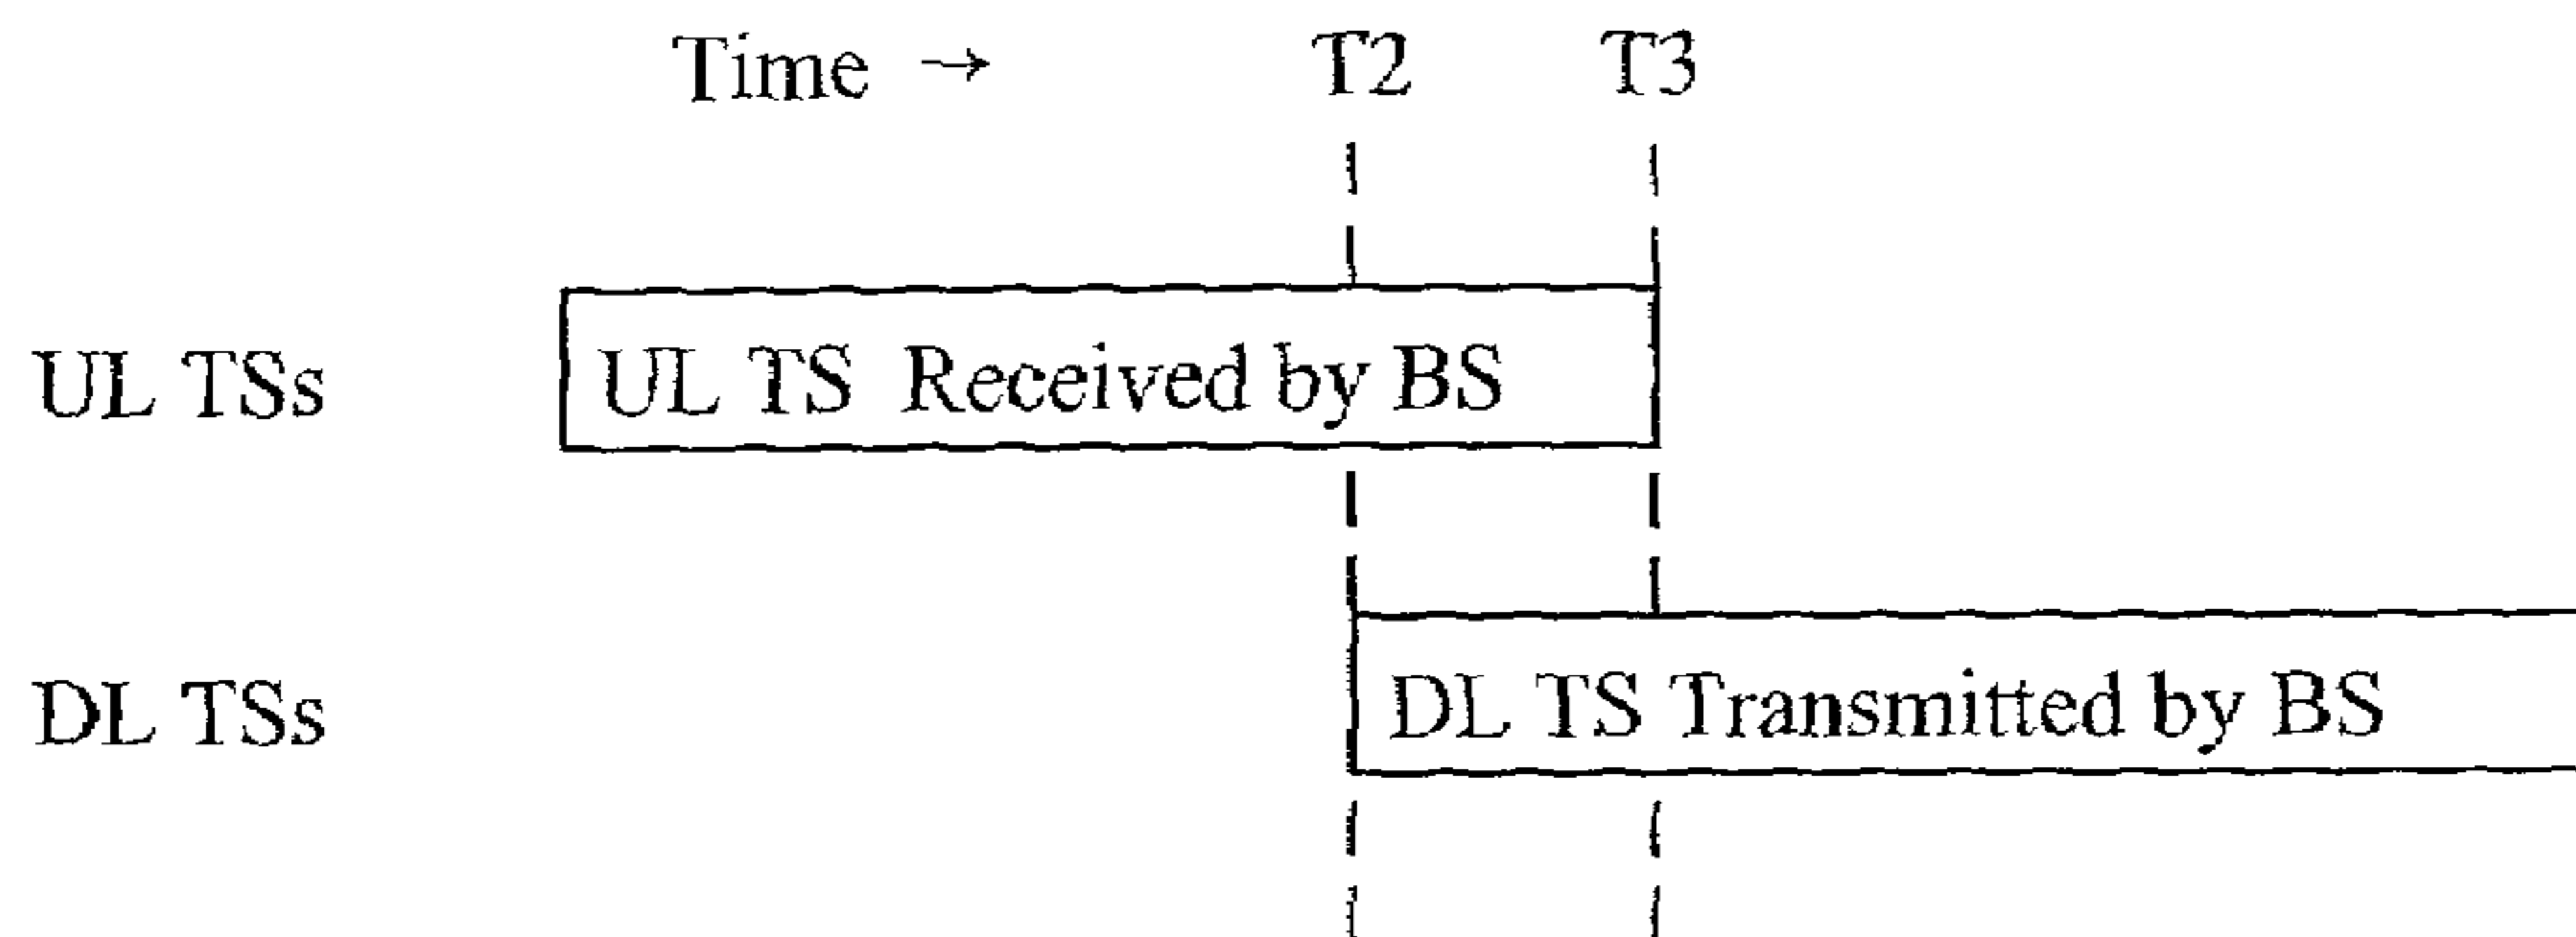 Time → T2 T3
UL TSs UL TS Received by BS
DL TSs DL TS Transmitted by BS